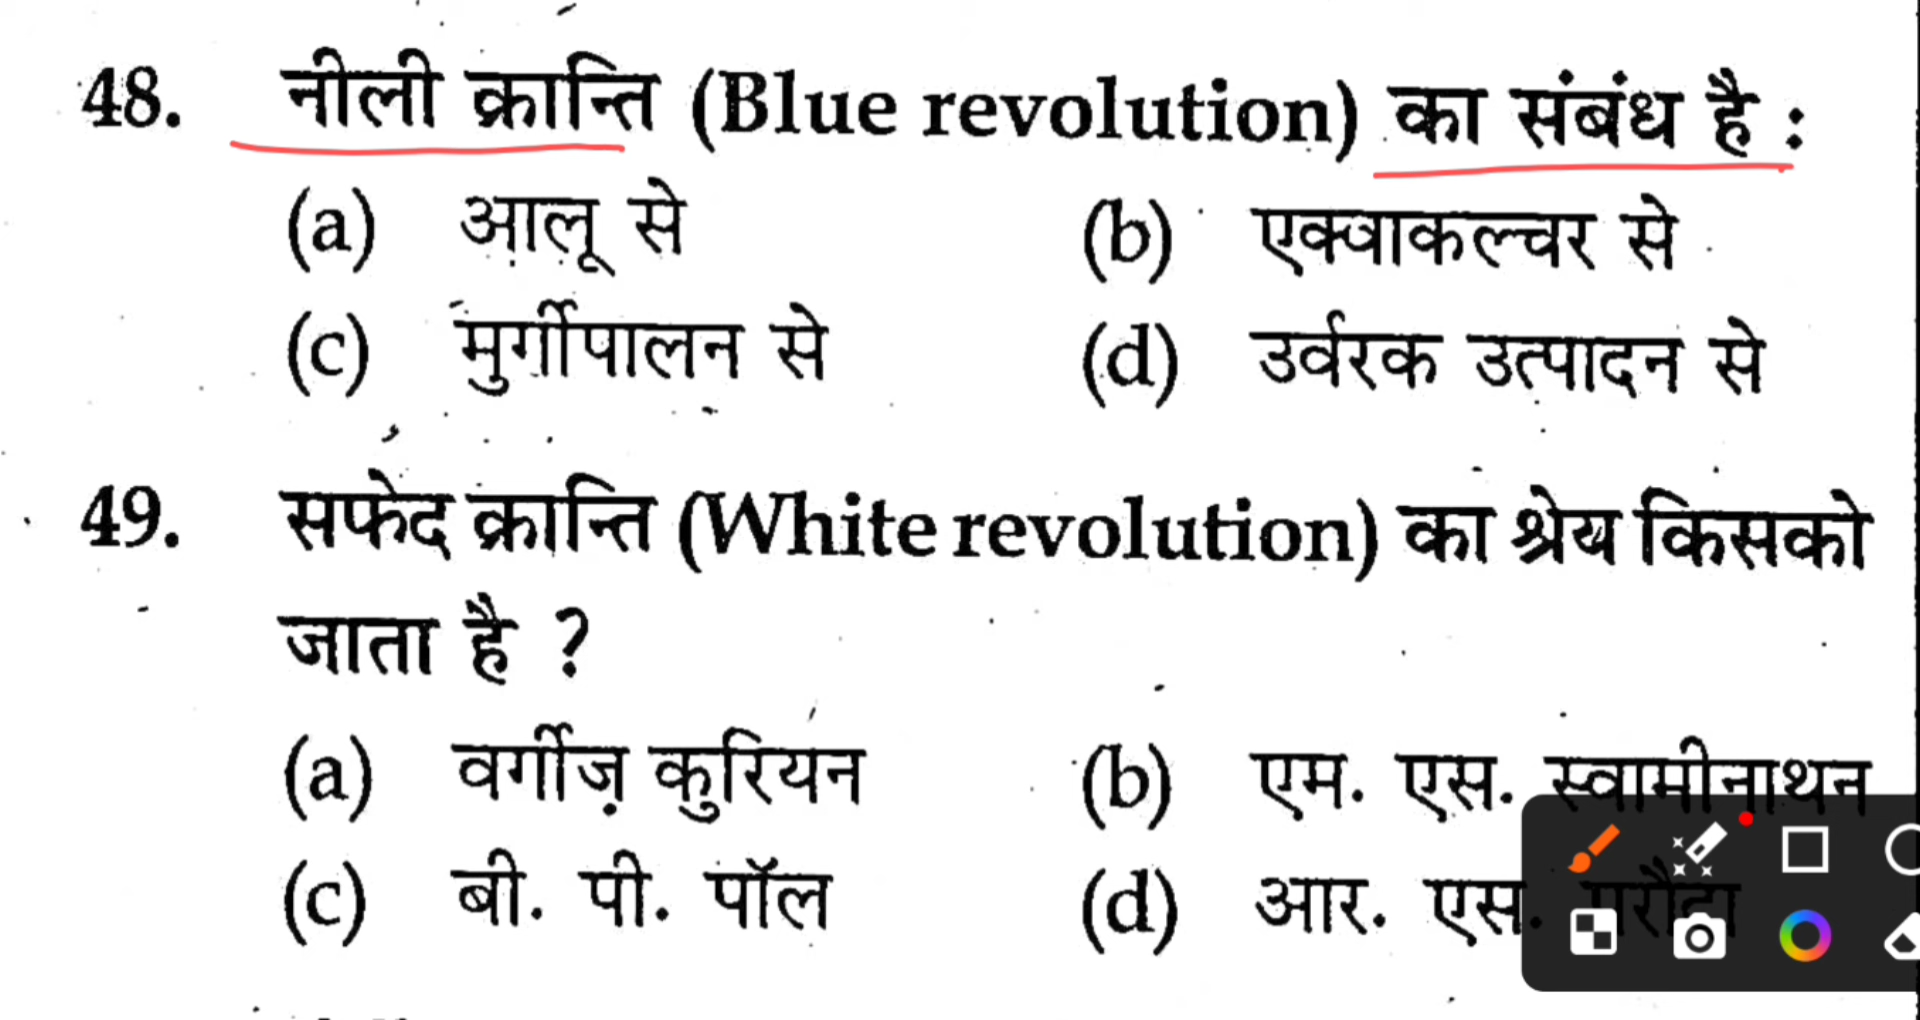 48. नीली क्रान्ति (Blue revolution) का संबंध है :
(a) आलू से (b) एक्वाकल्चर से
(c) मुर्गीपालन से (d) उर्वरक उत्पादन से
49. सफेद क्रान्ति (White revolution) का श्रेय किसको
जाता है ?
(a) वर्गीज़ कुरियन (b) एम. एस. स्वामीनाथन
(c) बी. पी. पॉल (d) आर. एस.